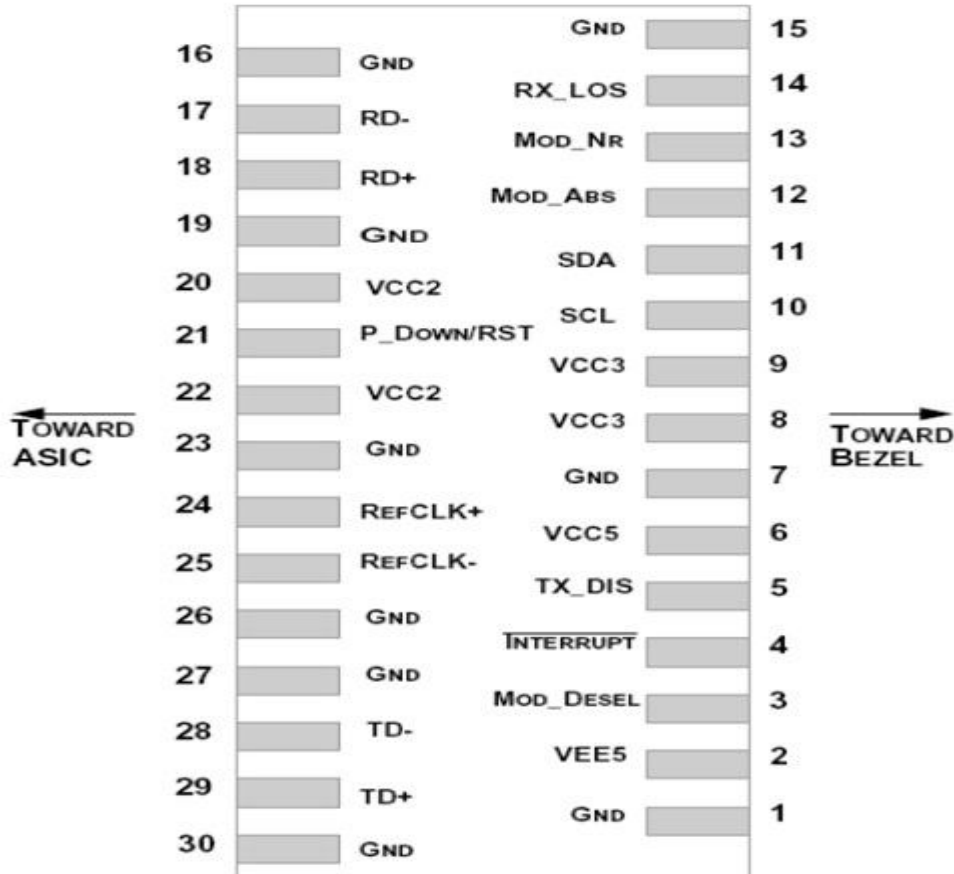 GND 15
16 GND
RX_LOS 14
17 RD-
MOD_NR 13
18 RD+
MOD_ABS 12
19 GND
SDA 11
20 VCC2
SCL 10
21 P_DOWN/RST
VCC3 9
22 VCC2
VCC3 8
TOWARD ASIC
TOWARD BEZEL
23 GND
GND 7
24 REFCLK+
VCC5 6
25 REFCLK-
TX_DIS 5
26 GND
INTERRUPT 4
27 GND
MOD_DESEL 3
28 TD-
VEE5 2
29 TD+
GND 1
30 GND